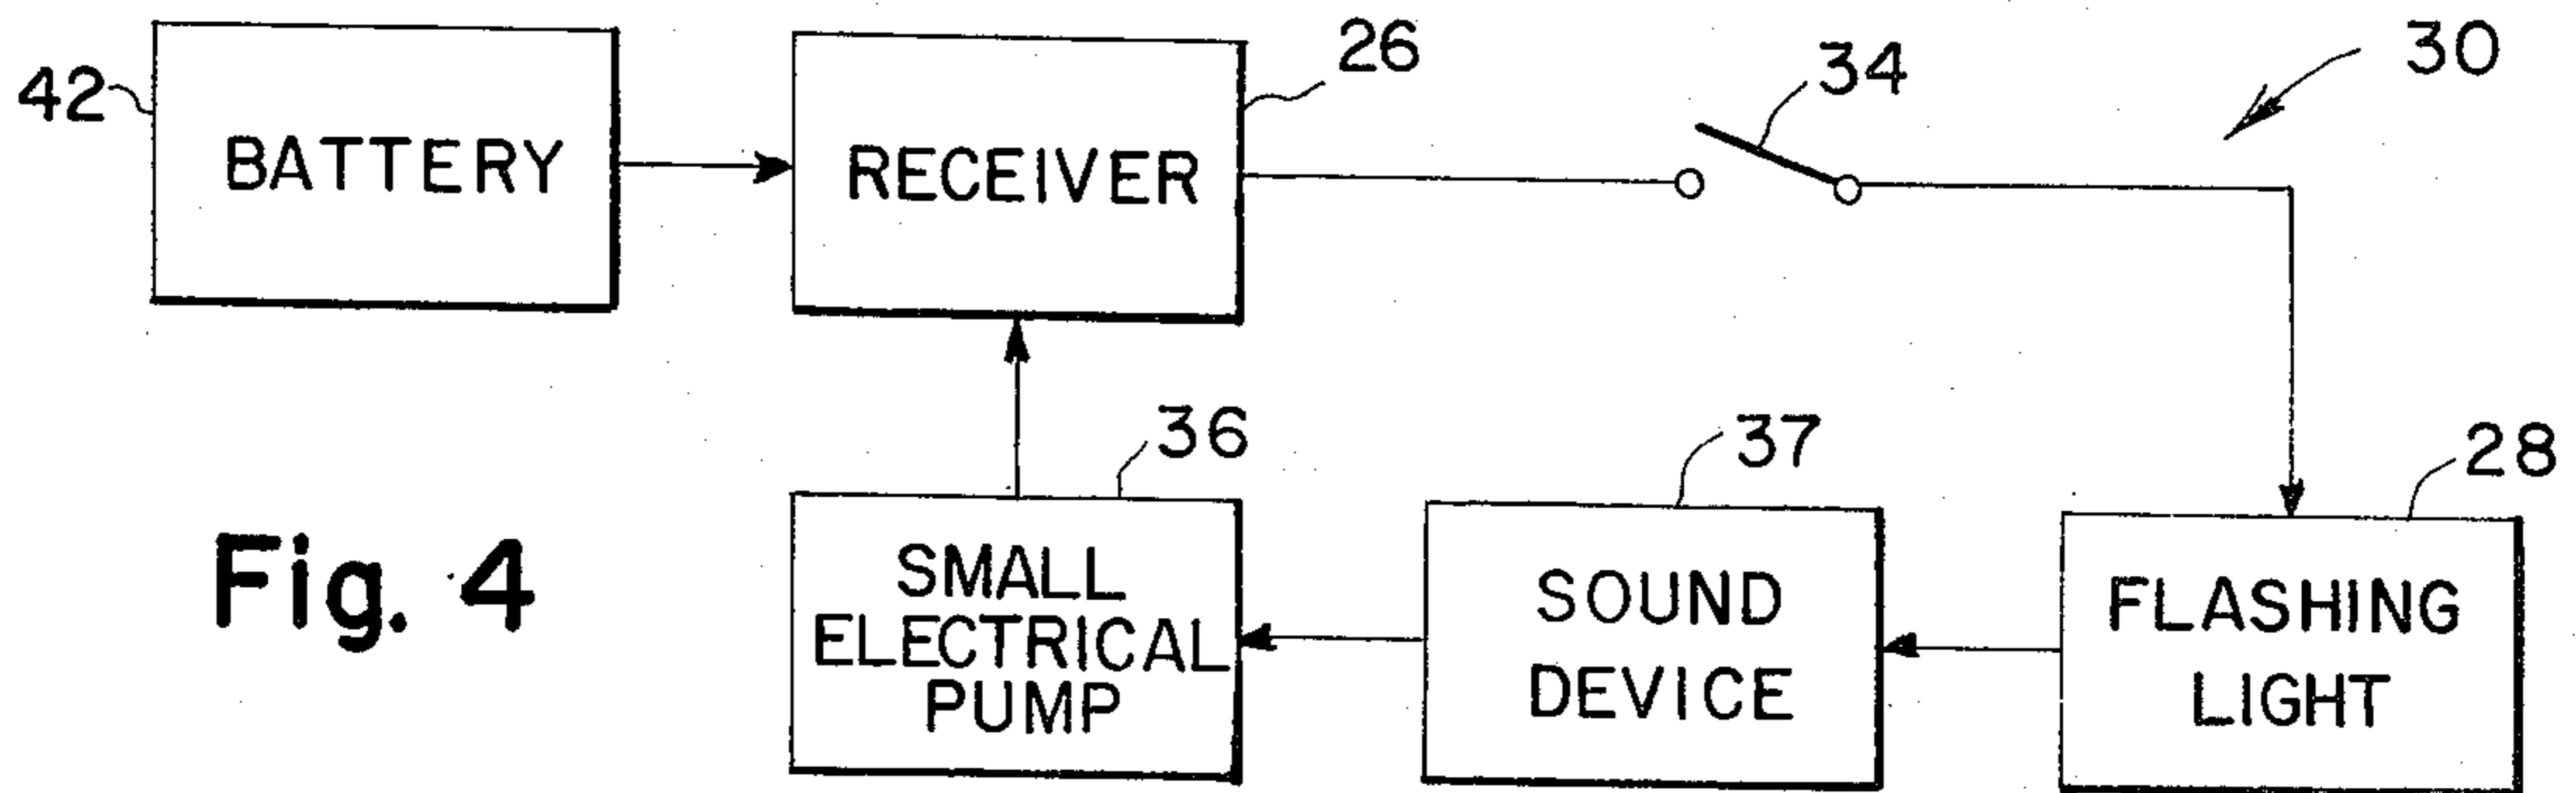 42
BATTERY
RECEIVER
26
34
30
Fig. 4
36
SMALL
ELECTRICAL
PUMP
37
SOUND
DEVICE
28
FLASHING
LIGHT